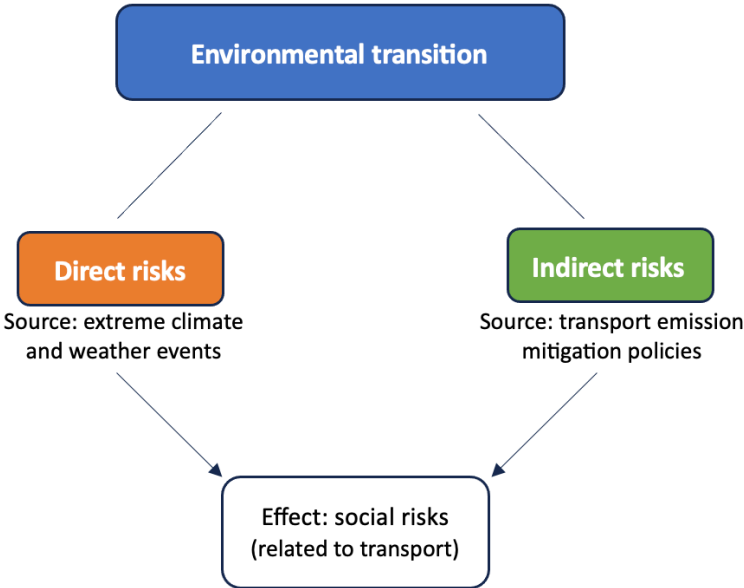 Environmental transition
Direct risks
Source: extreme climate
and weather events
Indirect risks
Source: transport emission
mitigation policies
Effect: social risks
(related to transport)